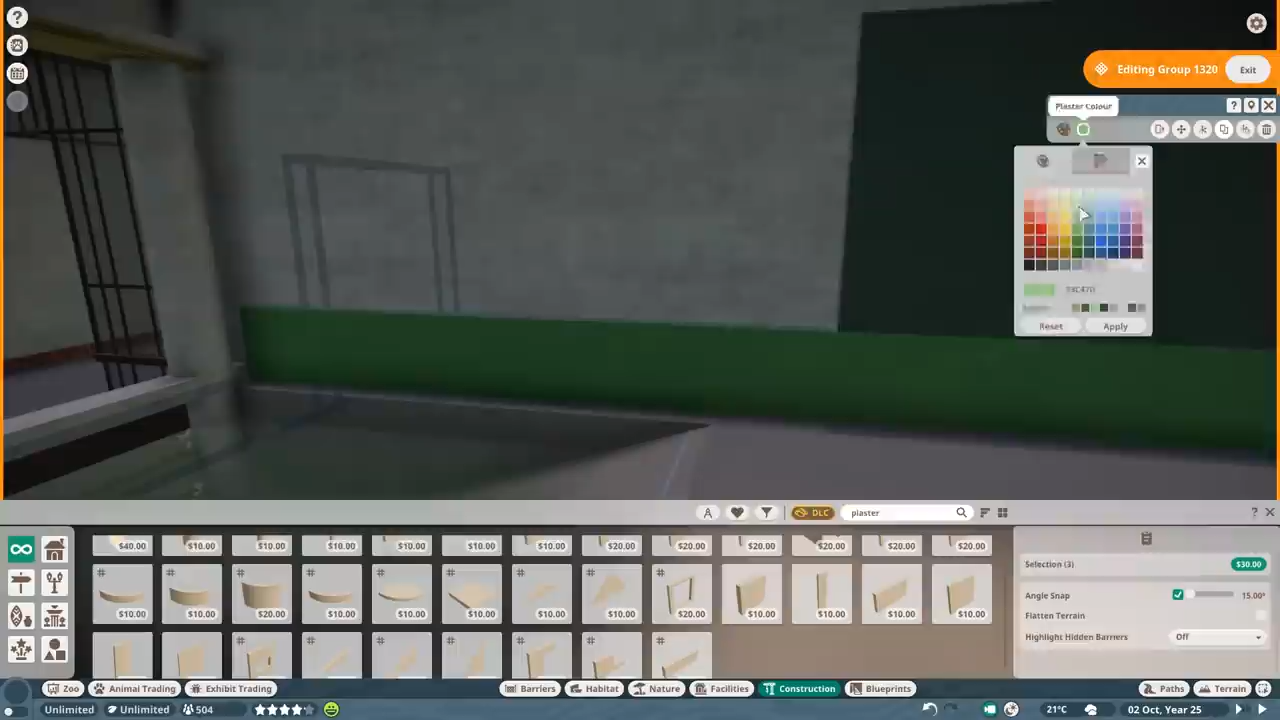 Editing Group 1320 Exit
Plaster Colour
Reset Apply
DLC plaster
$40.00 $10.00 $10.00 $10.00 $10.00 $10.00 $10.00 $20.00 $20.00 $20.00 $20.00 $20.00 $20.00
$10.00 $10.00 $20.00 $10.00 $10.00 $10.00 $10.00 $10.00 $20.00 $10.00 $10.00 $10.00 $10.00
Selection (3) $30.00
Angle Snap 15.00°
Flatten Terrain
Highlight Hidden Barriers Off
Zoo Animal Trading Exhibit Trading Barriers Habitat Nature Facilities Construction Blueprints Paths Terrain
Unlimited Unlimited 504 21°C 02 Oct, Year 25